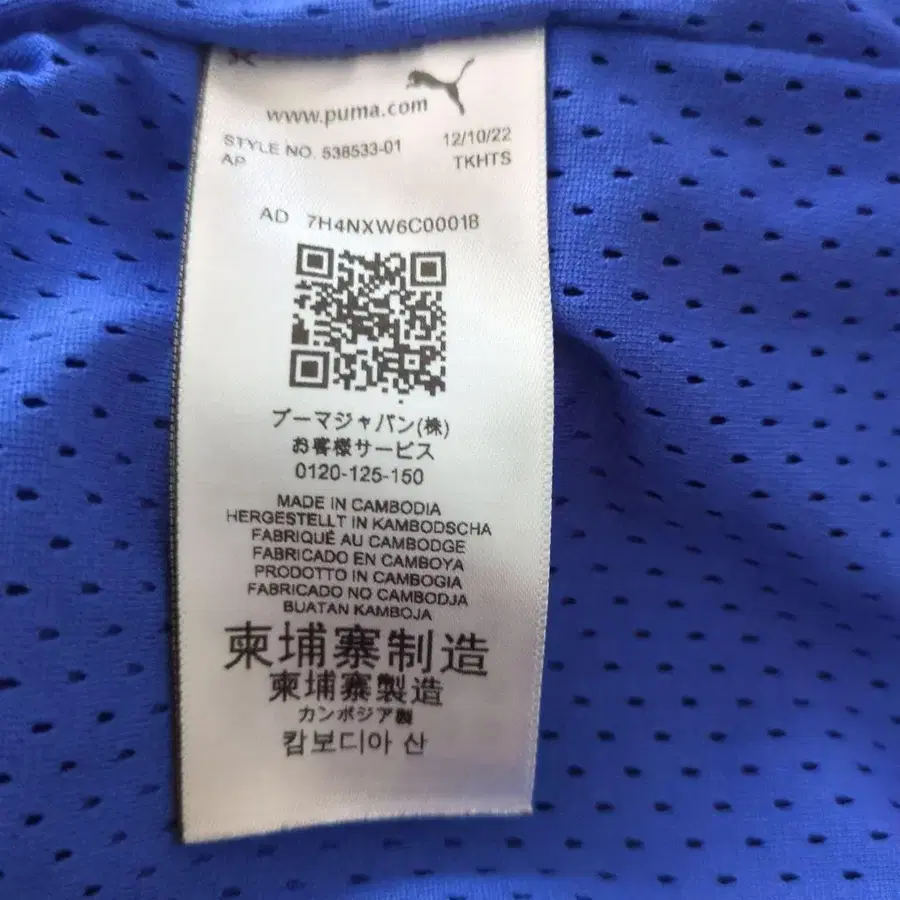 www.puma.com
STYLE NO. 538533-01 12/10/22
AP TKHTS
AD 7H4NXW6C00018
プーマジャパン(株)
お客様サービス
0120-125-150
MADE IN CAMBODIA
HERGESTELLT IN KAMBODSCHA
FABRIQUÉ AU CAMBODGE
FABRICADO EN CAMBOYA
PRODOTTO IN CAMBOGIA
FABRICADO NO CAMBODJA
BUATAN KAMBOJA
柬埔寨制造
柬埔寨製造
カンボジア製
캄보디아 산